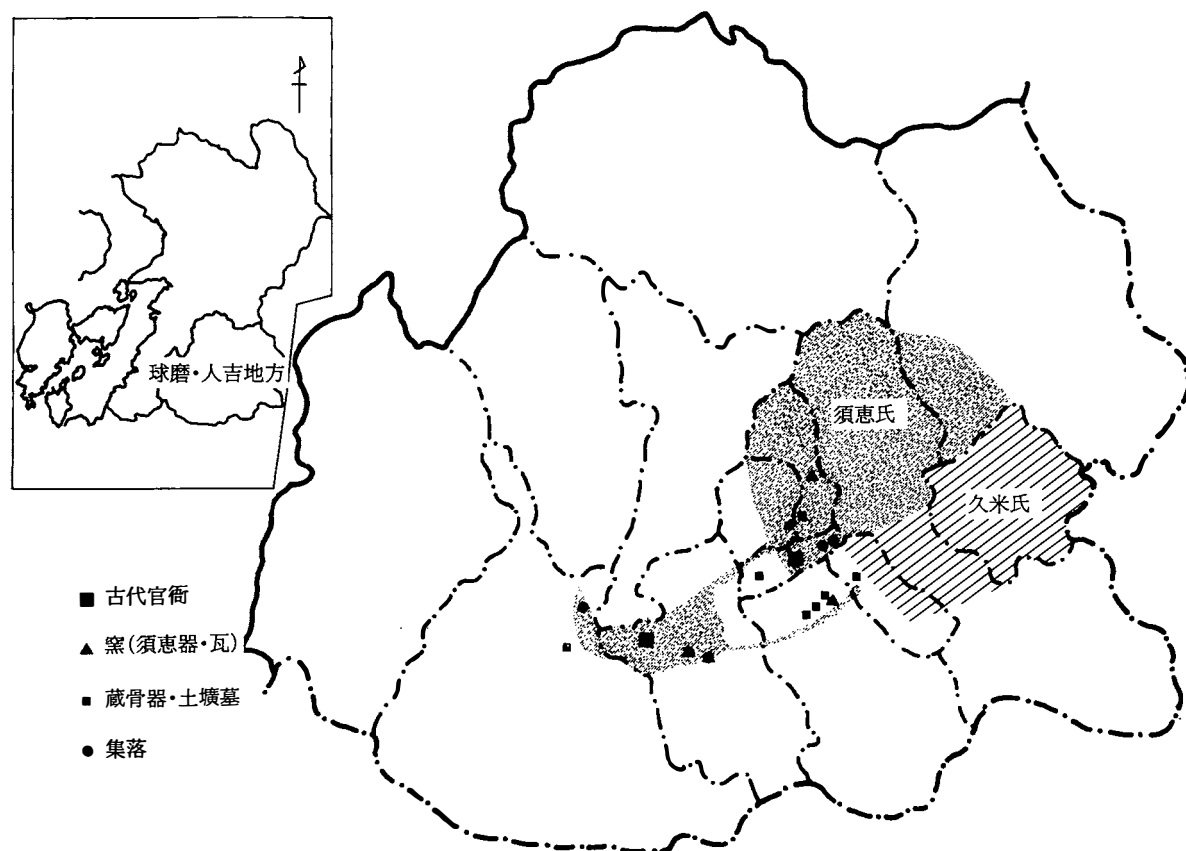 球磨・人吉地方
須恵氏
久米氏
■ 古代官衙
▲ 窯(須恵器・瓦)
■ 蔵骨器・土壙墓
● 集落